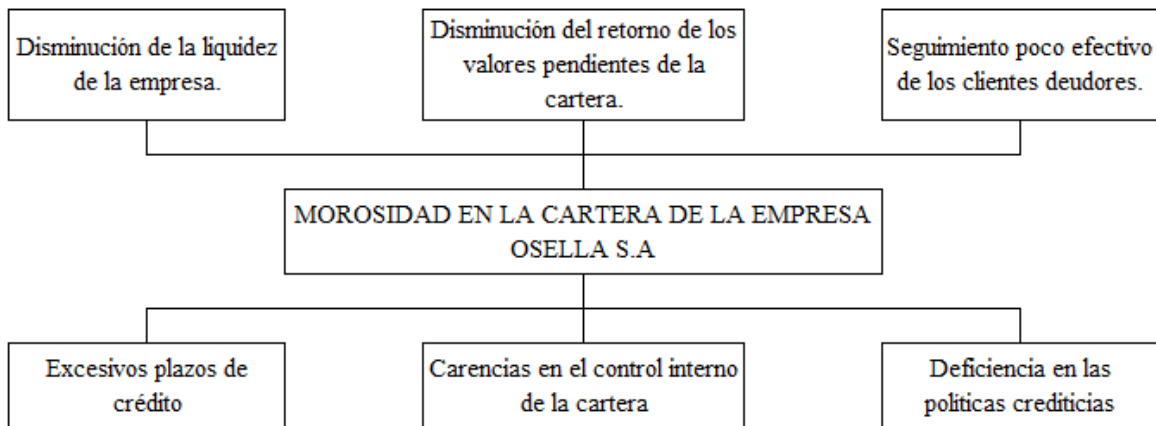 Disminución de la liquidez
de la empresa.
Disminución del retorno de los
valores pendientes de la
cartera.
Seguimiento poco efectivo
de los clientes deudores.
MOROSIDAD EN LA CARTERA DE LA EMPRESA
OSELLA S.A
Excesivos plazos de
crédito
Carencias en el control interno
de la cartera
Deficiencia en las
políticas crediticias